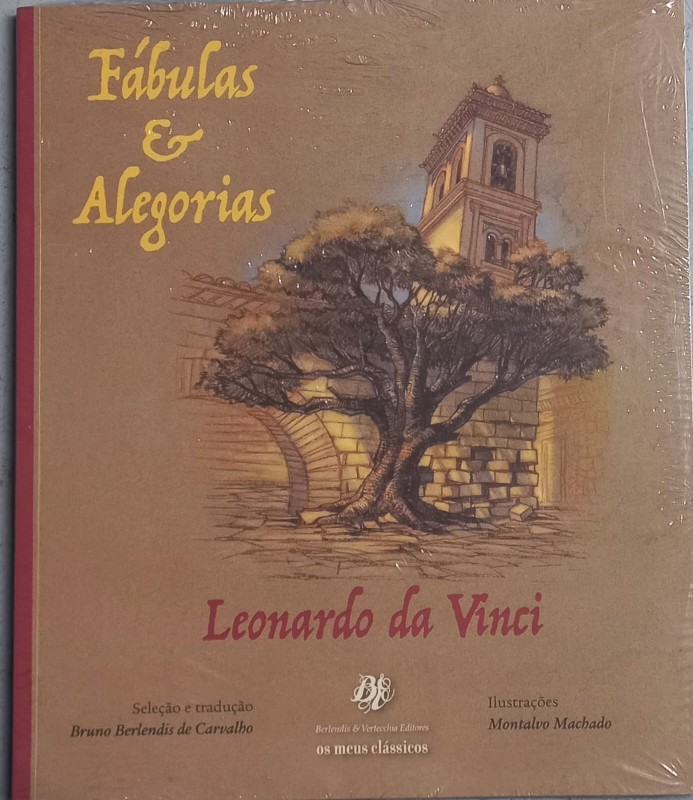 Fábulas
&
Alegorias
Leonardo da Vinci
Seleção e tradução
Bruno Berlendis de Carvalho
BV
Berlendis & Vertecchia Editores
os meus clássicos
Ilustrações
Montalvo Machado